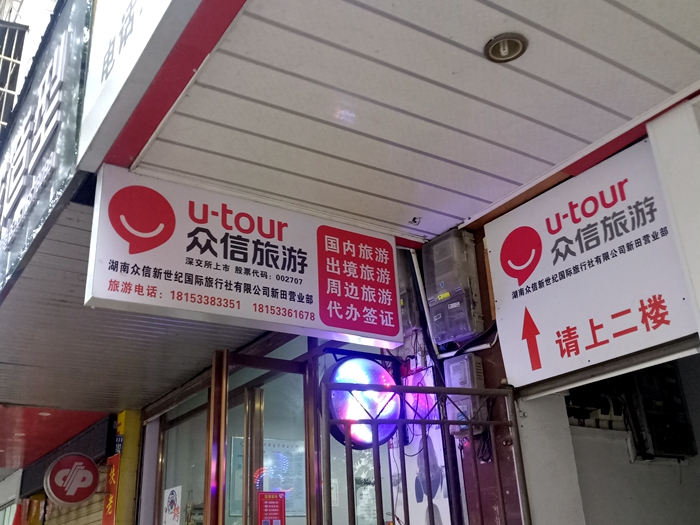 电话
u-tour
众信旅游
深交所上市 股票代码：002707
湖南众信新世纪国际旅行社有限公司新田营业部
旅游电话：18153383351 18153361678
国内旅游
出境旅游
周边旅游
代办签证
u-tour
众信旅游
湖南众信新世纪国际旅行社有限公司新田营业部
请上二楼